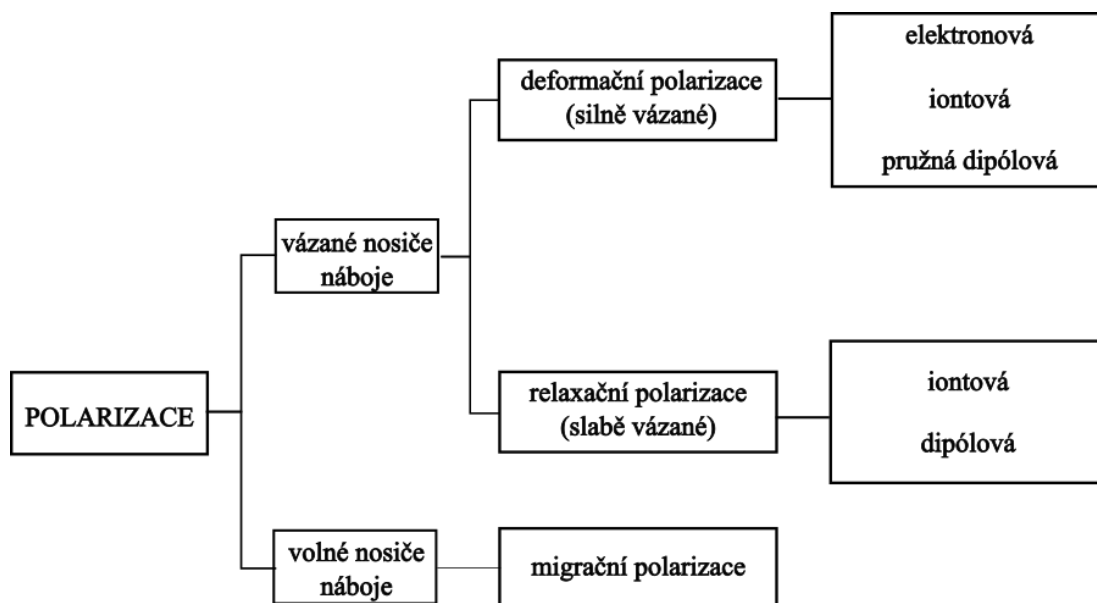 elektronová
deformační polarizace
(silně vázané)
iontová
pružná dipólová
vázané nosiče
náboje
relaxační polarizace
(slabě vázané)
iontová
dipólová
POLARIZACE
volné nosiče
náboje
migrační polarizace